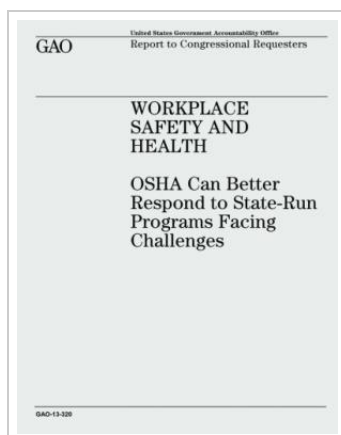 United States Government Accountability Office
GAO
Report to Congressional Requesters
WORKPLACE
SAFETY AND
HEALTH
OSHA Can Better
Respond to State-Run
Programs Facing
Challenges
GAO-13-320